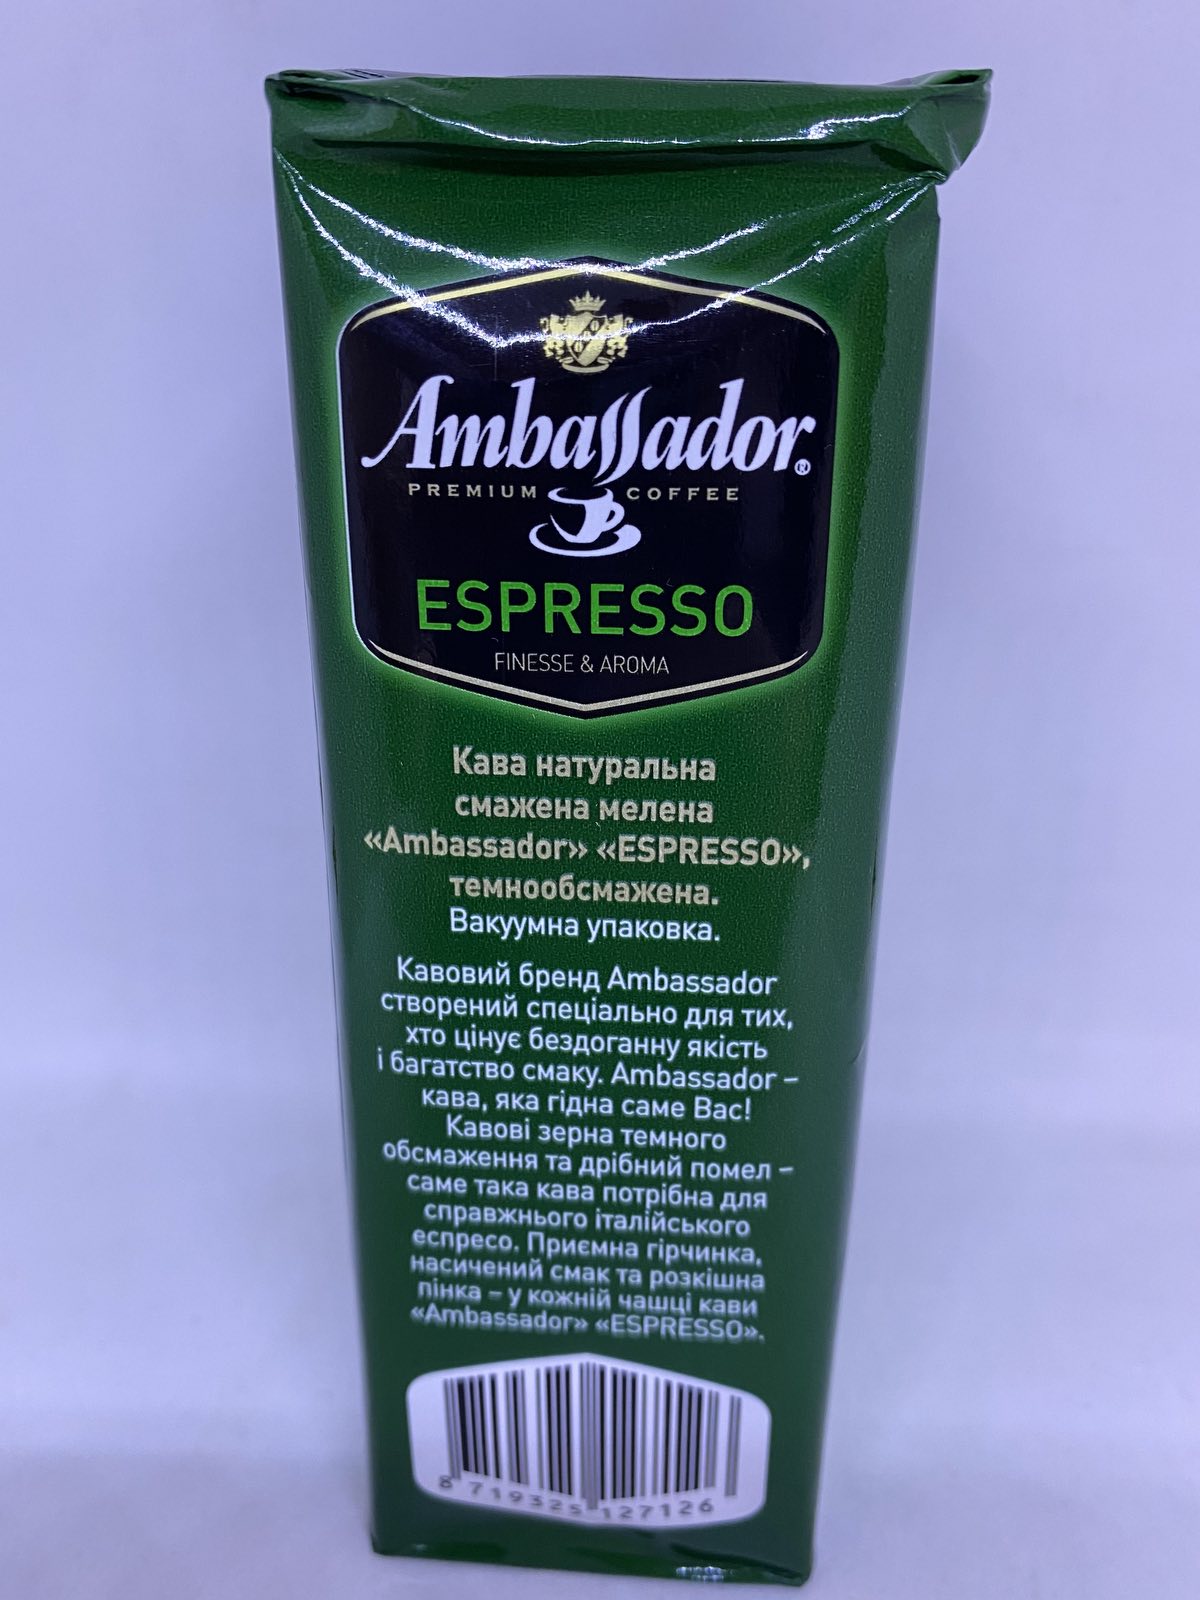 Ambassador®
PREMIUM COFFEE
ESPRESSO
FINESSE & AROMA
Кава натуральна
смажена мелена
«Ambassador» «ESPRESSO»,
темнообсмажена.
Вакуумна упаковка.
Кавовий бренд Ambassador
створений спеціально для тих,
хто цінує бездоганну якість
і багатство смаку. Ambassador –
кава, яка гідна саме Вас!
Кавові зерна темного
обсмаження та дрібний помел –
саме така кава потрібна для
справжнього італійського
еспресо. Приємна гірчинка,
насичений смак та розкішна
пінка – у кожній чашці кави
«Ambassador» «ESPRESSO».
8 719325 127126